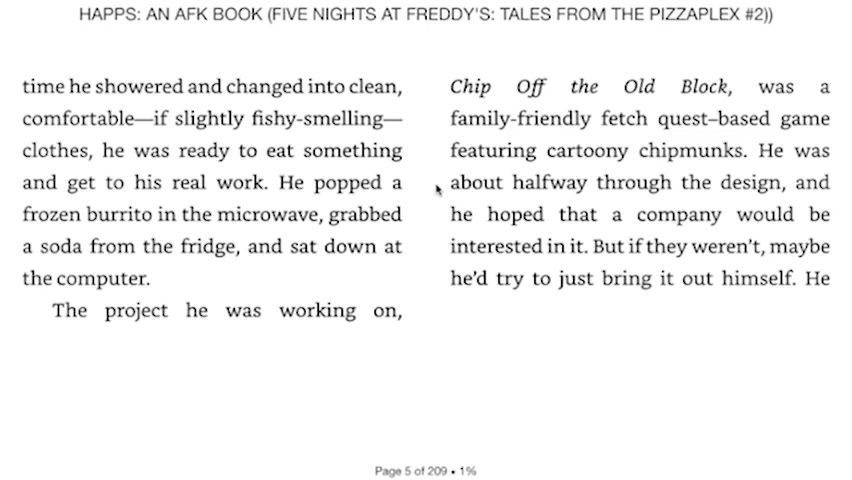 HAPPS: AN AFK BOOK (FIVE NIGHTS AT FREDDY'S: TALES FROM THE PIZZAPLEX #2))
time he showered and changed into clean,
comfortable—if slightly fishy-smelling—
clothes, he was ready to eat something
and get to his real work. He popped a
frozen burrito in the microwave, grabbed
a soda from the fridge, and sat down at
the computer.
The project he was working on,
Chip Off the Old Block, was a
family-friendly fetch quest–based game
featuring cartoony chipmunks. He was
about halfway through the design, and
he hoped that a company would be
interested in it. But if they weren’t, maybe
he’d try to just bring it out himself. He
Page 5 of 209 • 1%